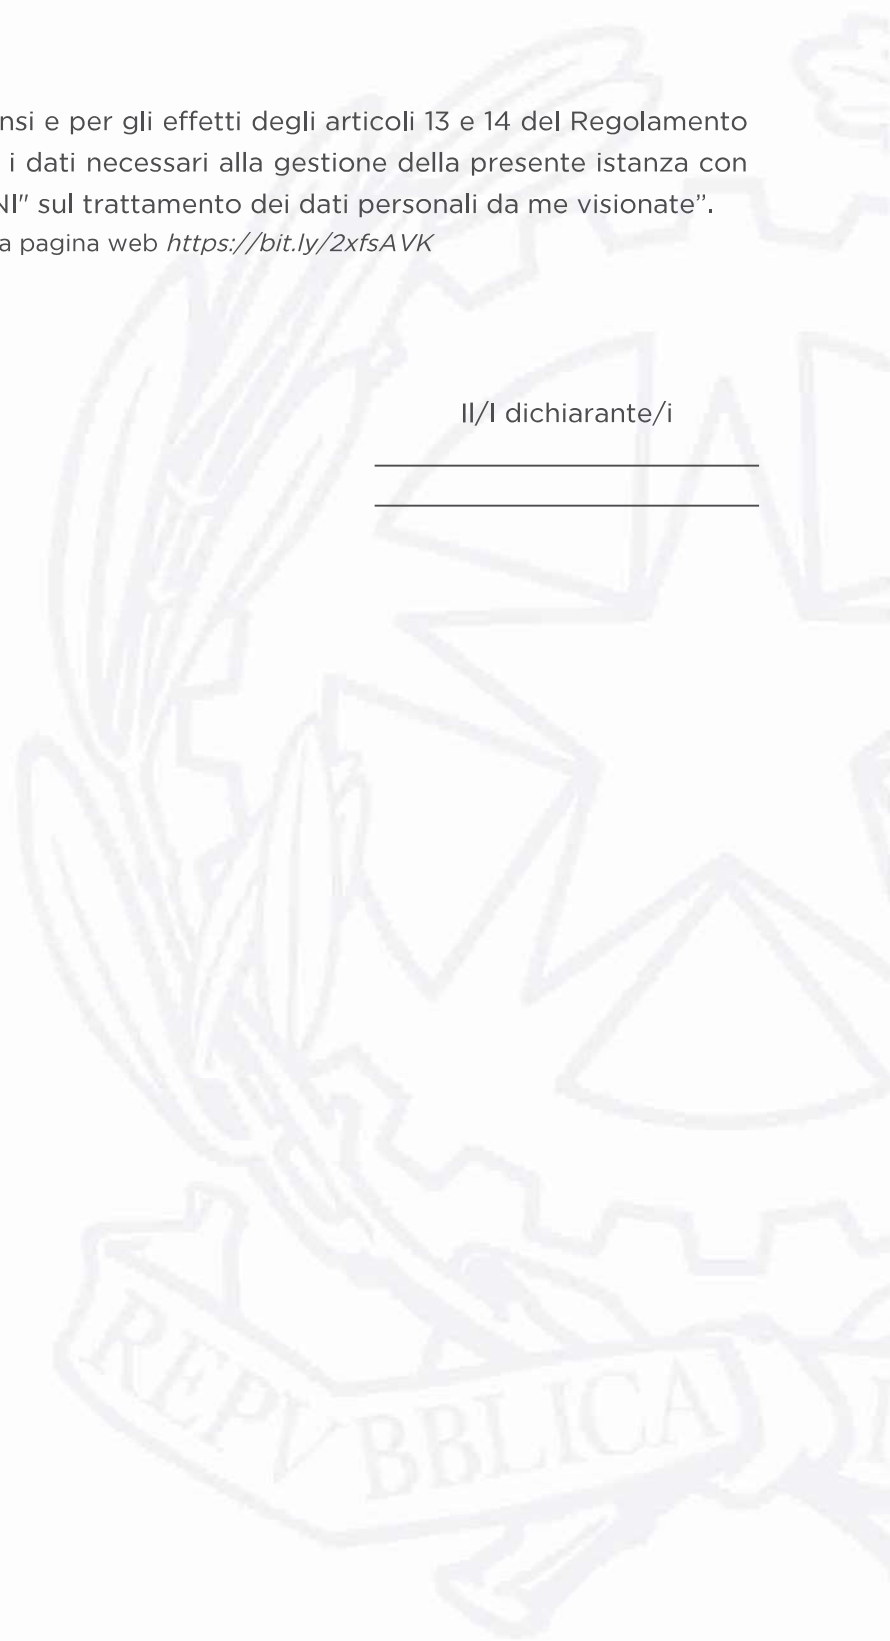 nsi e per gli effetti degli articoli 13 e 14 del Regolamento
i dati necessari alla gestione della presente istanza con
NI" sul trattamento dei dati personali da me visionate”.
a pagina web https://bit.ly/2xfsAVK
Il/I dichiarante/i
REPVBBLICA I